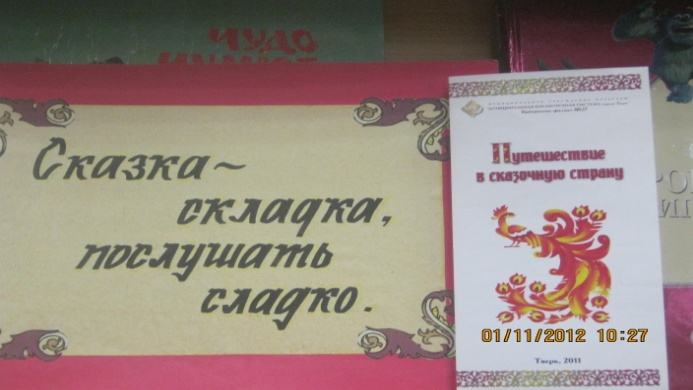 ЧУДО
Сказка~
складка,
послушать
сладко.
Путешествие
в сказочную страну
Тверь, 2011
01/11/2012 10:27